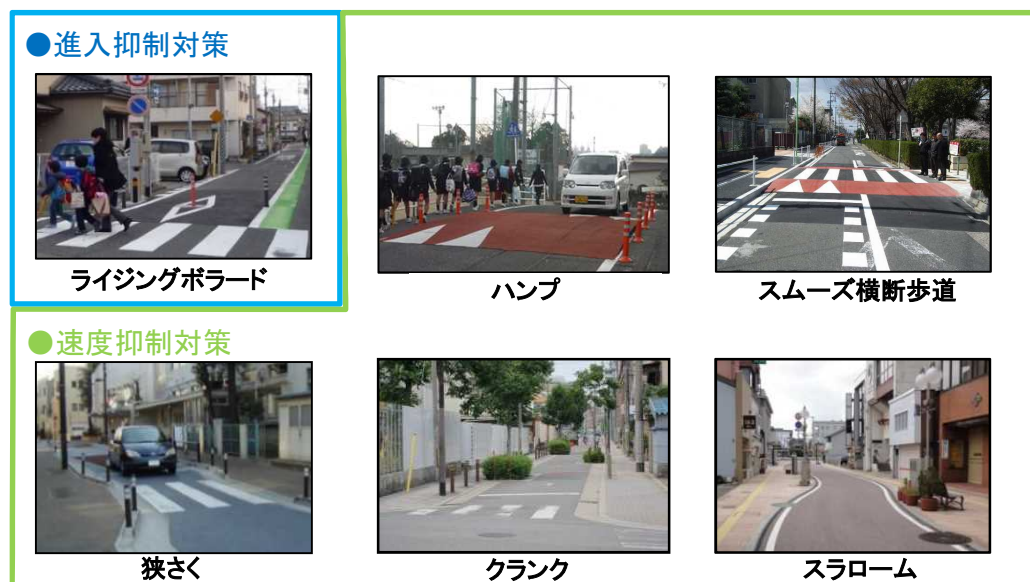 ●進入抑制対策
ライジングボラード
ハンプ
スムーズ横断歩道
●速度抑制対策
狭さく
クランク
スラローム